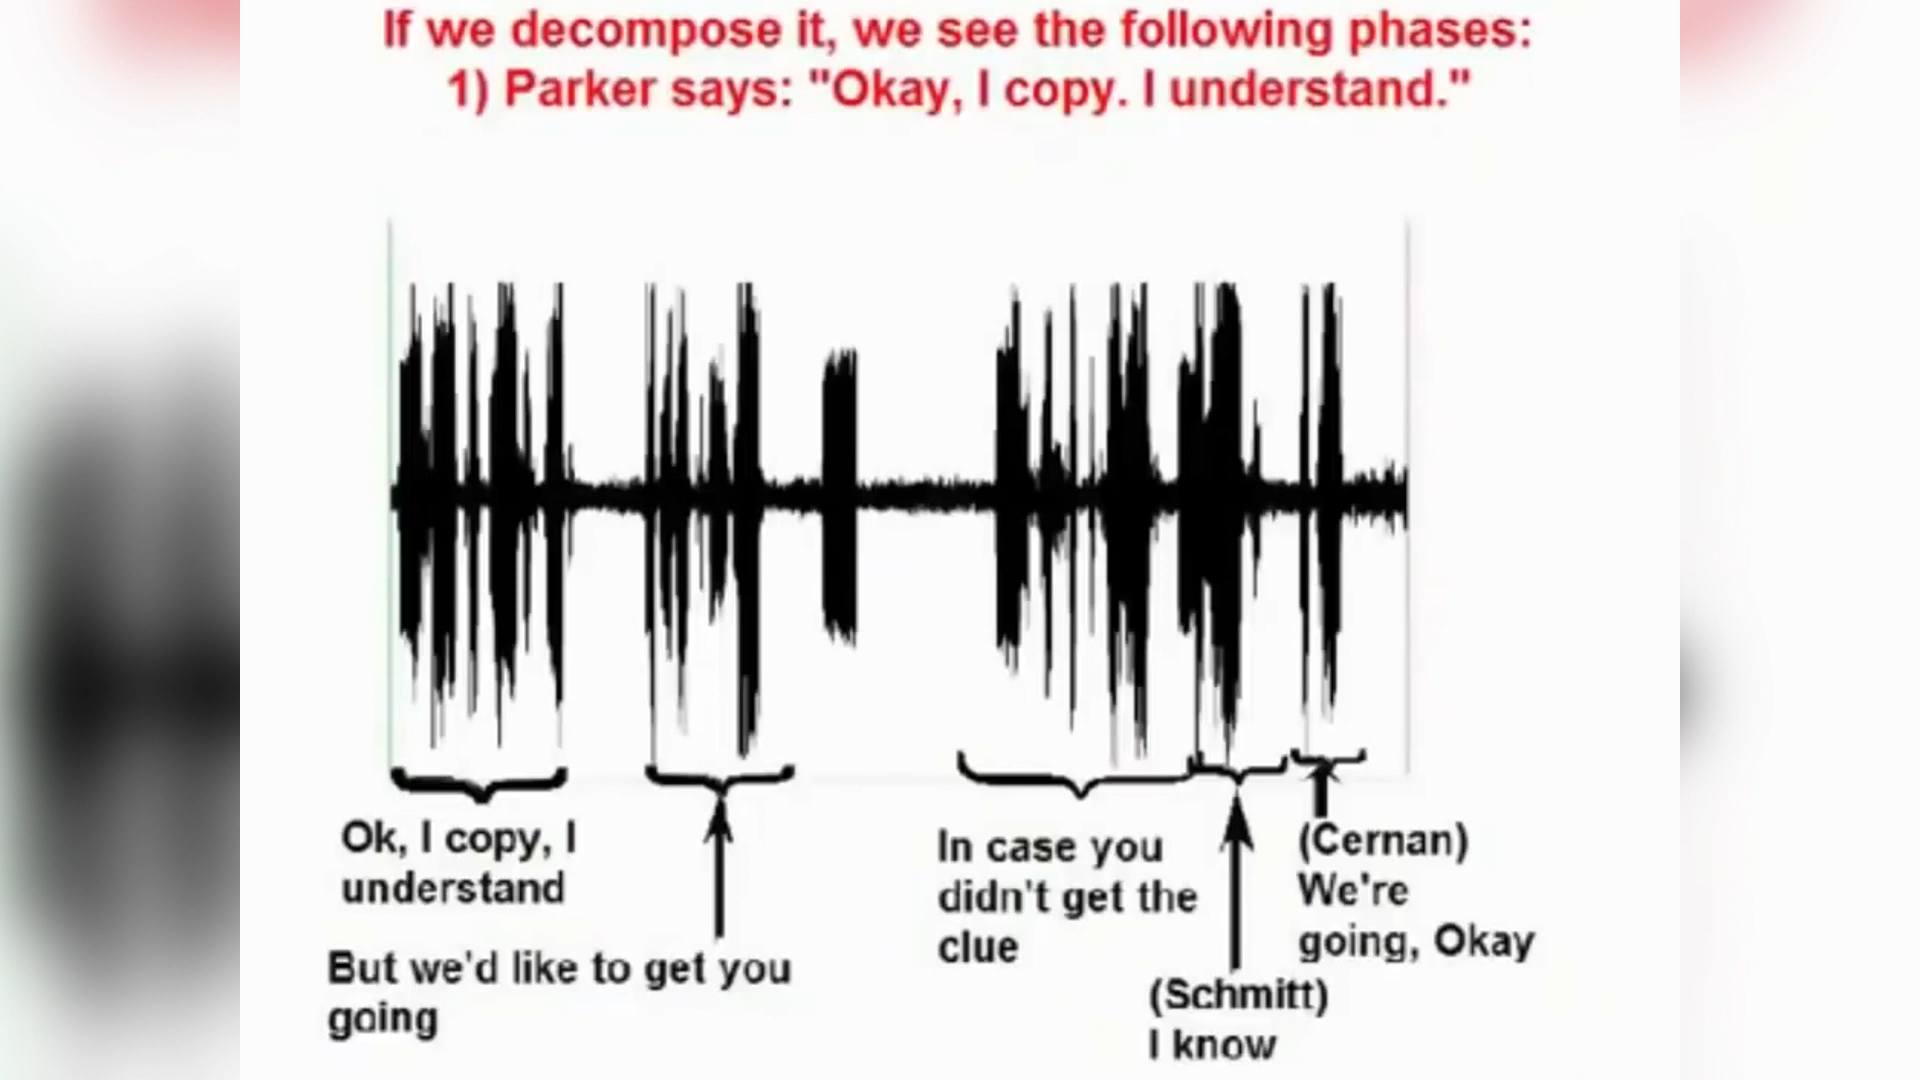 If we decompose it, we see the following phases:
1) Parker says: "Okay, I copy. I understand."
Ok, I copy, I
understand
But we'd like to get you
going
In case you
didn't get the
clue
(Schmitt)
I know
(Cernan)
We're
going, Okay